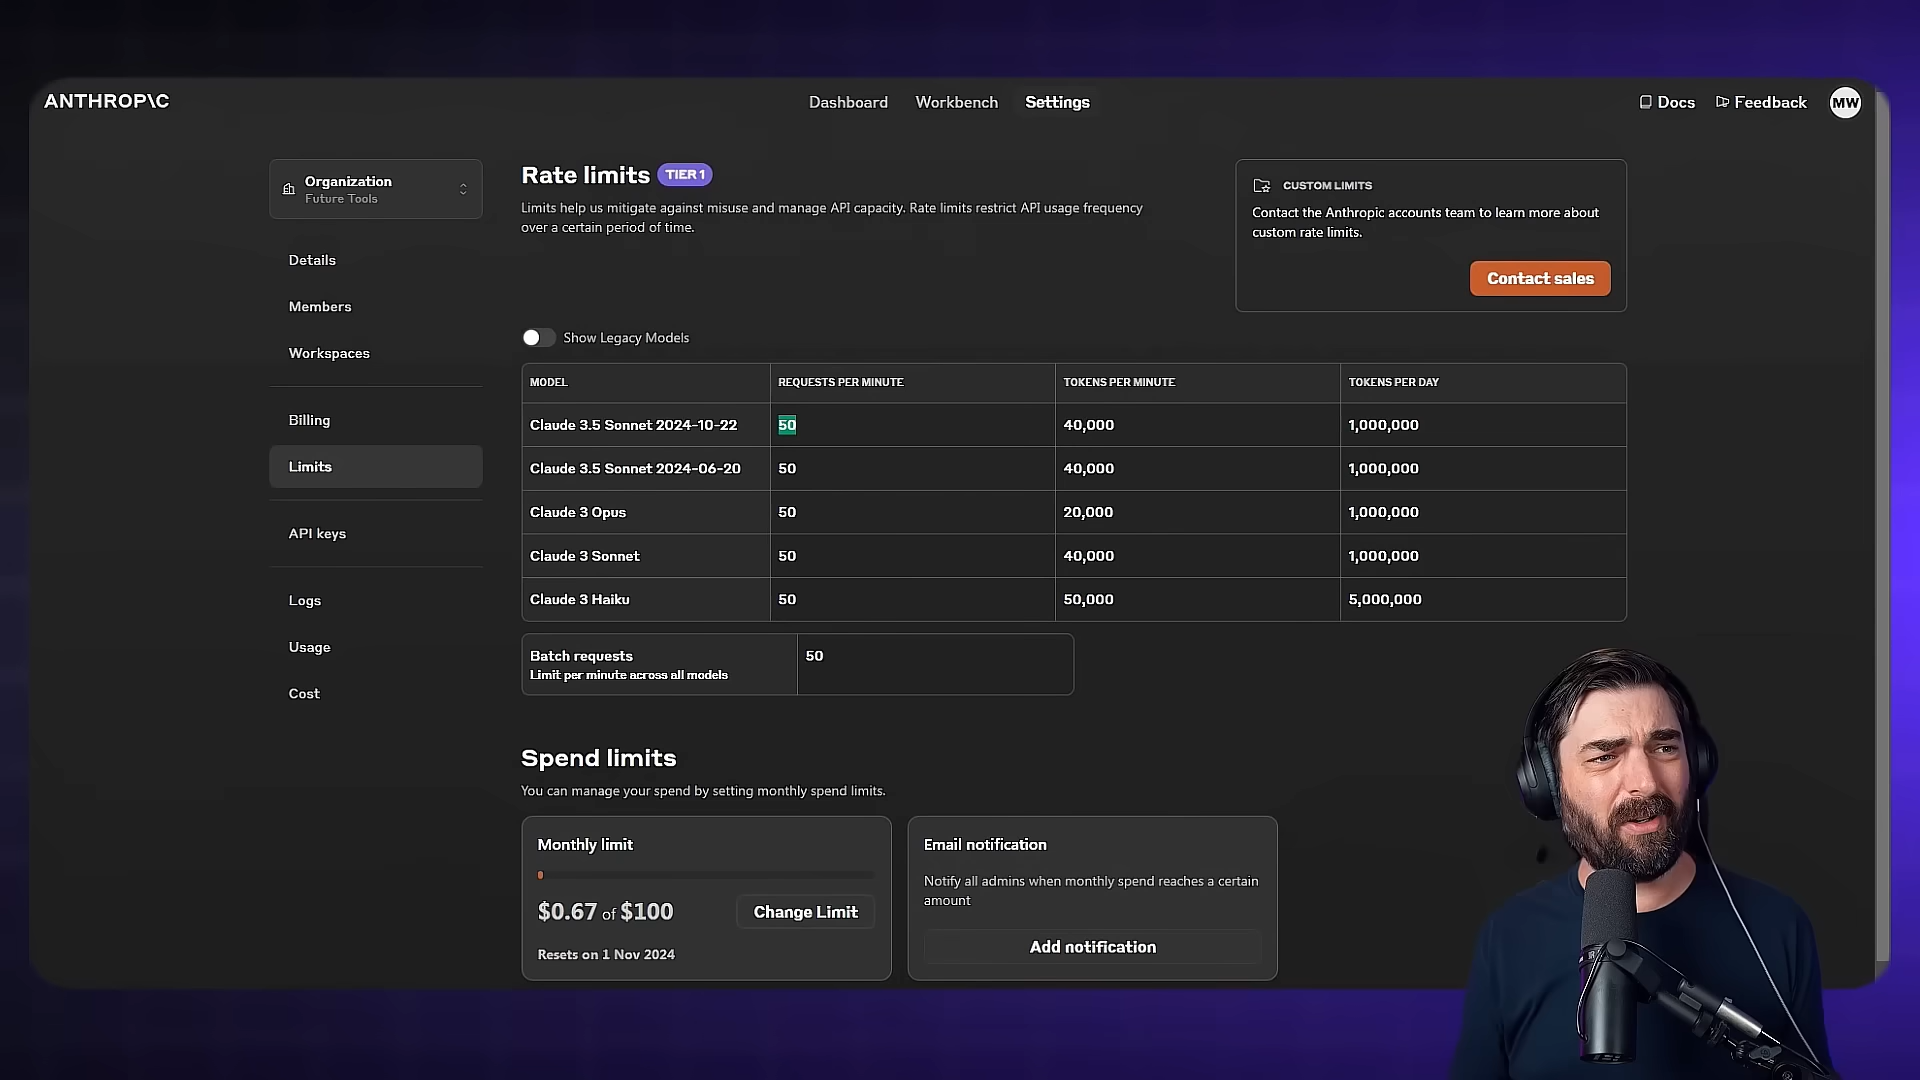 ANTHROP\C
Dashboard
Workbench
Settings
Docs
Feedback
MW
Organization
Future Tools
Details
Members
Workspaces
Billing
Limits
API keys
Logs
Usage
Cost
Rate limits TIER 1
Limits help us mitigate against misuse and manage API capacity. Rate limits restrict API usage frequency
over a certain period of time.
CUSTOM LIMITS
Contact the Anthropic accounts team to learn more about
custom rate limits.
Contact sales
Show Legacy Models
MODEL REQUESTS PER MINUTE TOKENS PER MINUTE TOKENS PER DAY
Claude 3.5 Sonnet 2024-10-22 50 40,000 1,000,000
Claude 3.5 Sonnet 2024-06-20 50 40,000 1,000,000
Claude 3 Opus 50 20,000 1,000,000
Claude 3 Sonnet 50 40,000 1,000,000
Claude 3 Haiku 50 50,000 5,000,000
Batch requests 50
Limit per minute across all models
Spend limits
You can manage your spend by setting monthly spend limits.
Monthly limit
$0.67 of $100
Change Limit
Resets on 1 Nov 2024
Email notification
Notify all admins when monthly spend reaches a certain
amount
Add notification